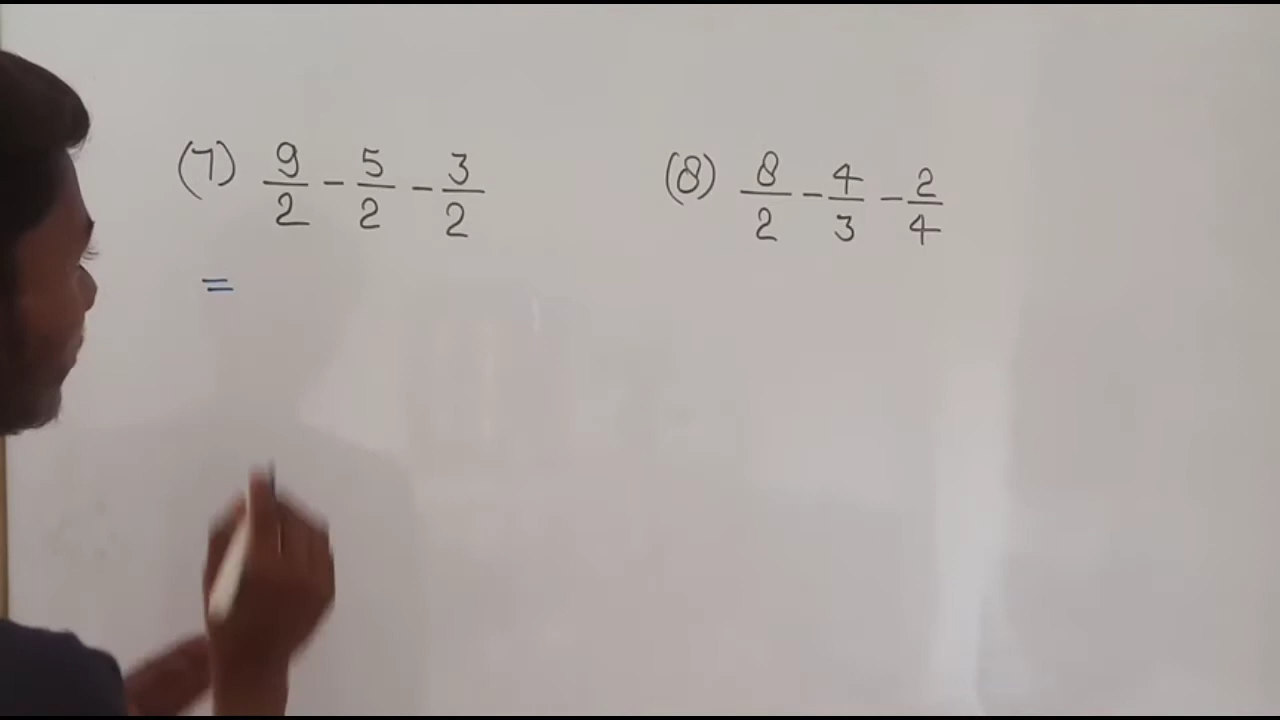 (7) 9/2 - 5/2 - 3/2
(8) 8/2 - 4/3 - 2/4
=